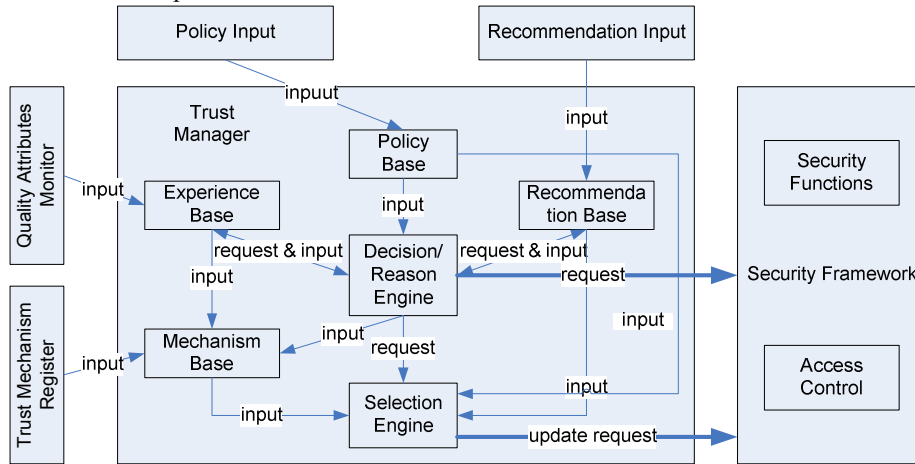 Policy Input
Recommendation Input
inpuut
Trust
Manager
input
Policy
Base
Security
Functions
Quality Attributes
Monitor
input
Experience
Base
input
Recommenda
tion Base
request & input
Decision/
Reason
Engine
request & input
request
Security Framework
input
Trust Mechanism
Register
input
Mechanism
Base
input
request
input
Access
Control
input
Selection
Engine
input
update request